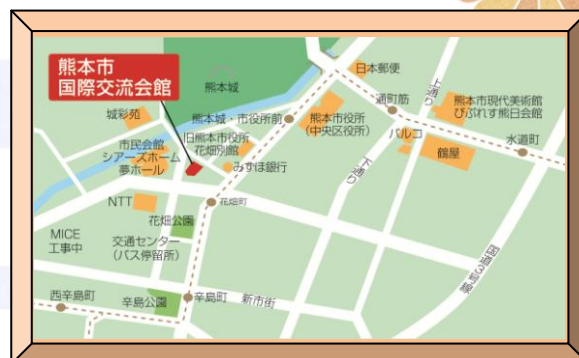 熊本市
国際交流会館
熊本城
日本郵便
上通り
城彩苑
熊本城・市役所前
熊本市役所
(中央区役所)
通町筋
熊本市現代美術館
びぷれす熊日会館
旧熊本市役所
花畑別館
パルコ
水道町
市民会館
シアーズホーム
夢ホール
みずほ銀行
鶴屋
下通り
NTT
花畑町
花畑公園
MICE
工事中
交通センター
(バス停留所)
国道3号線
西辛島町
辛島公園
辛島町
新市街